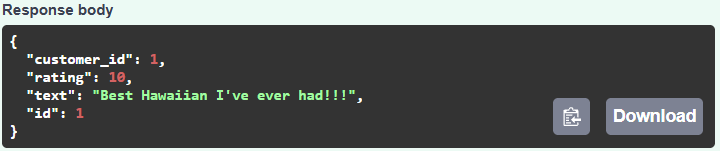 Response body
{
  "customer_id": 1,
  "rating": 10,
  "text": "Best Hawaiian I've ever had!!!",
  "id": 1
}
Download